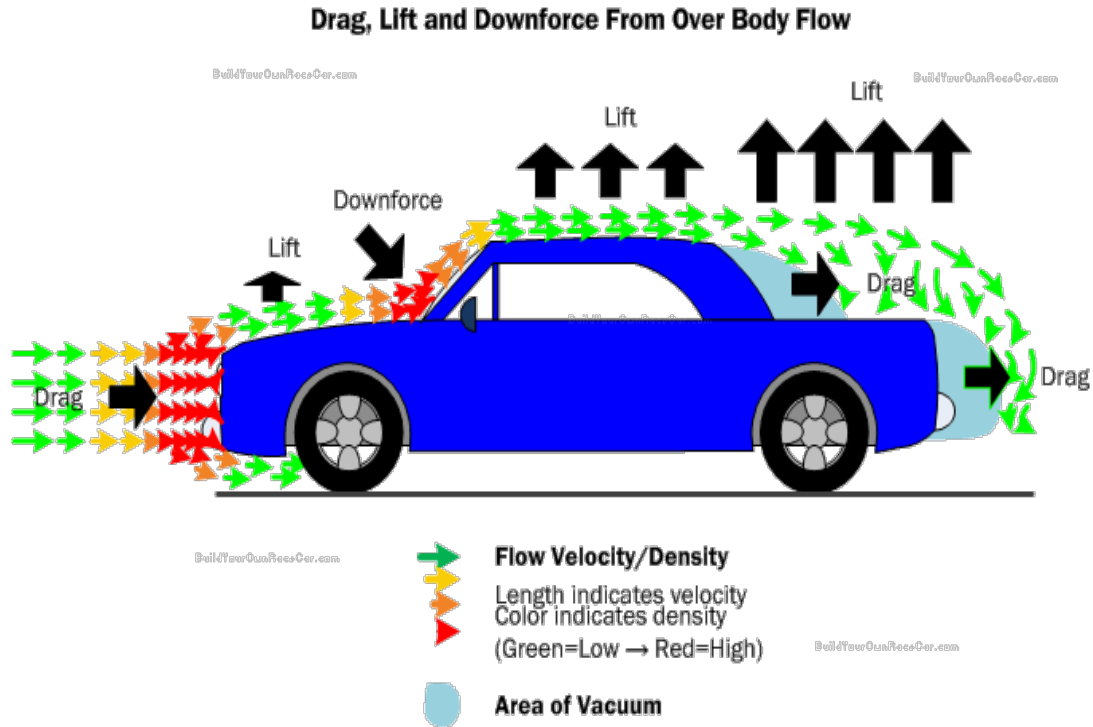 Drag, Lift and Downforce From Over Body Flow
BuildYourOwnRaceCar.com
BuildYourOwnRaceCar.com
Lift
Lift
Downforce
Lift
Drag
BuildYourOwnRaceCar.com
Drag
Drag
BuildYourOwnRaceCar.com
Flow Velocity/Density
Length indicates velocity
Color indicates density
(Green=Low → Red=High)
BuildYourOwnRaceCar.com
Area of Vacuum